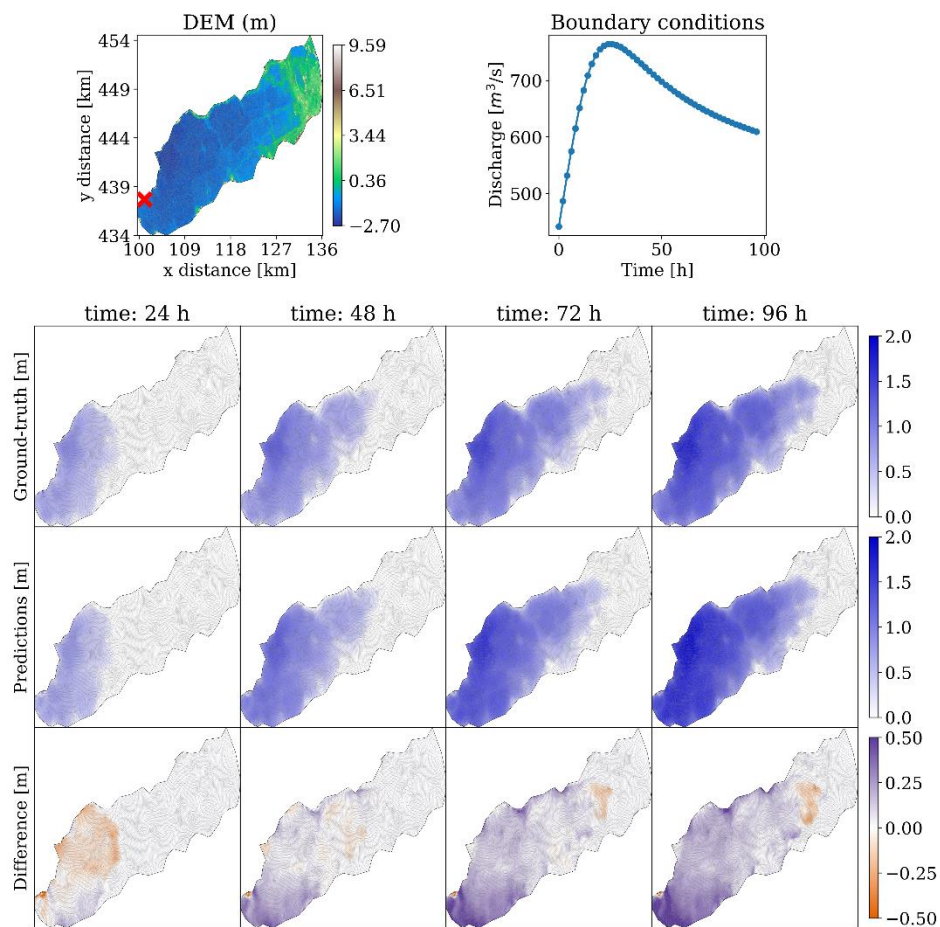 DEM (m)
Boundary conditions
454
449
444
439
434
y distance [km]
100 109 118 127 136
x distance [km]
9.59
6.51
3.44
0.36
−2.70
Discharge [m³/s]
700
600
500
0 50 100
Time [h]
time: 24 h
time: 48 h
time: 72 h
time: 96 h
Ground-truth [m]
2.0
1.5
1.0
0.5
0.0
Predictions [m]
2.0
1.5
1.0
0.5
0.0
Difference [m]
0.50
0.25
0.00
−0.25
−0.50